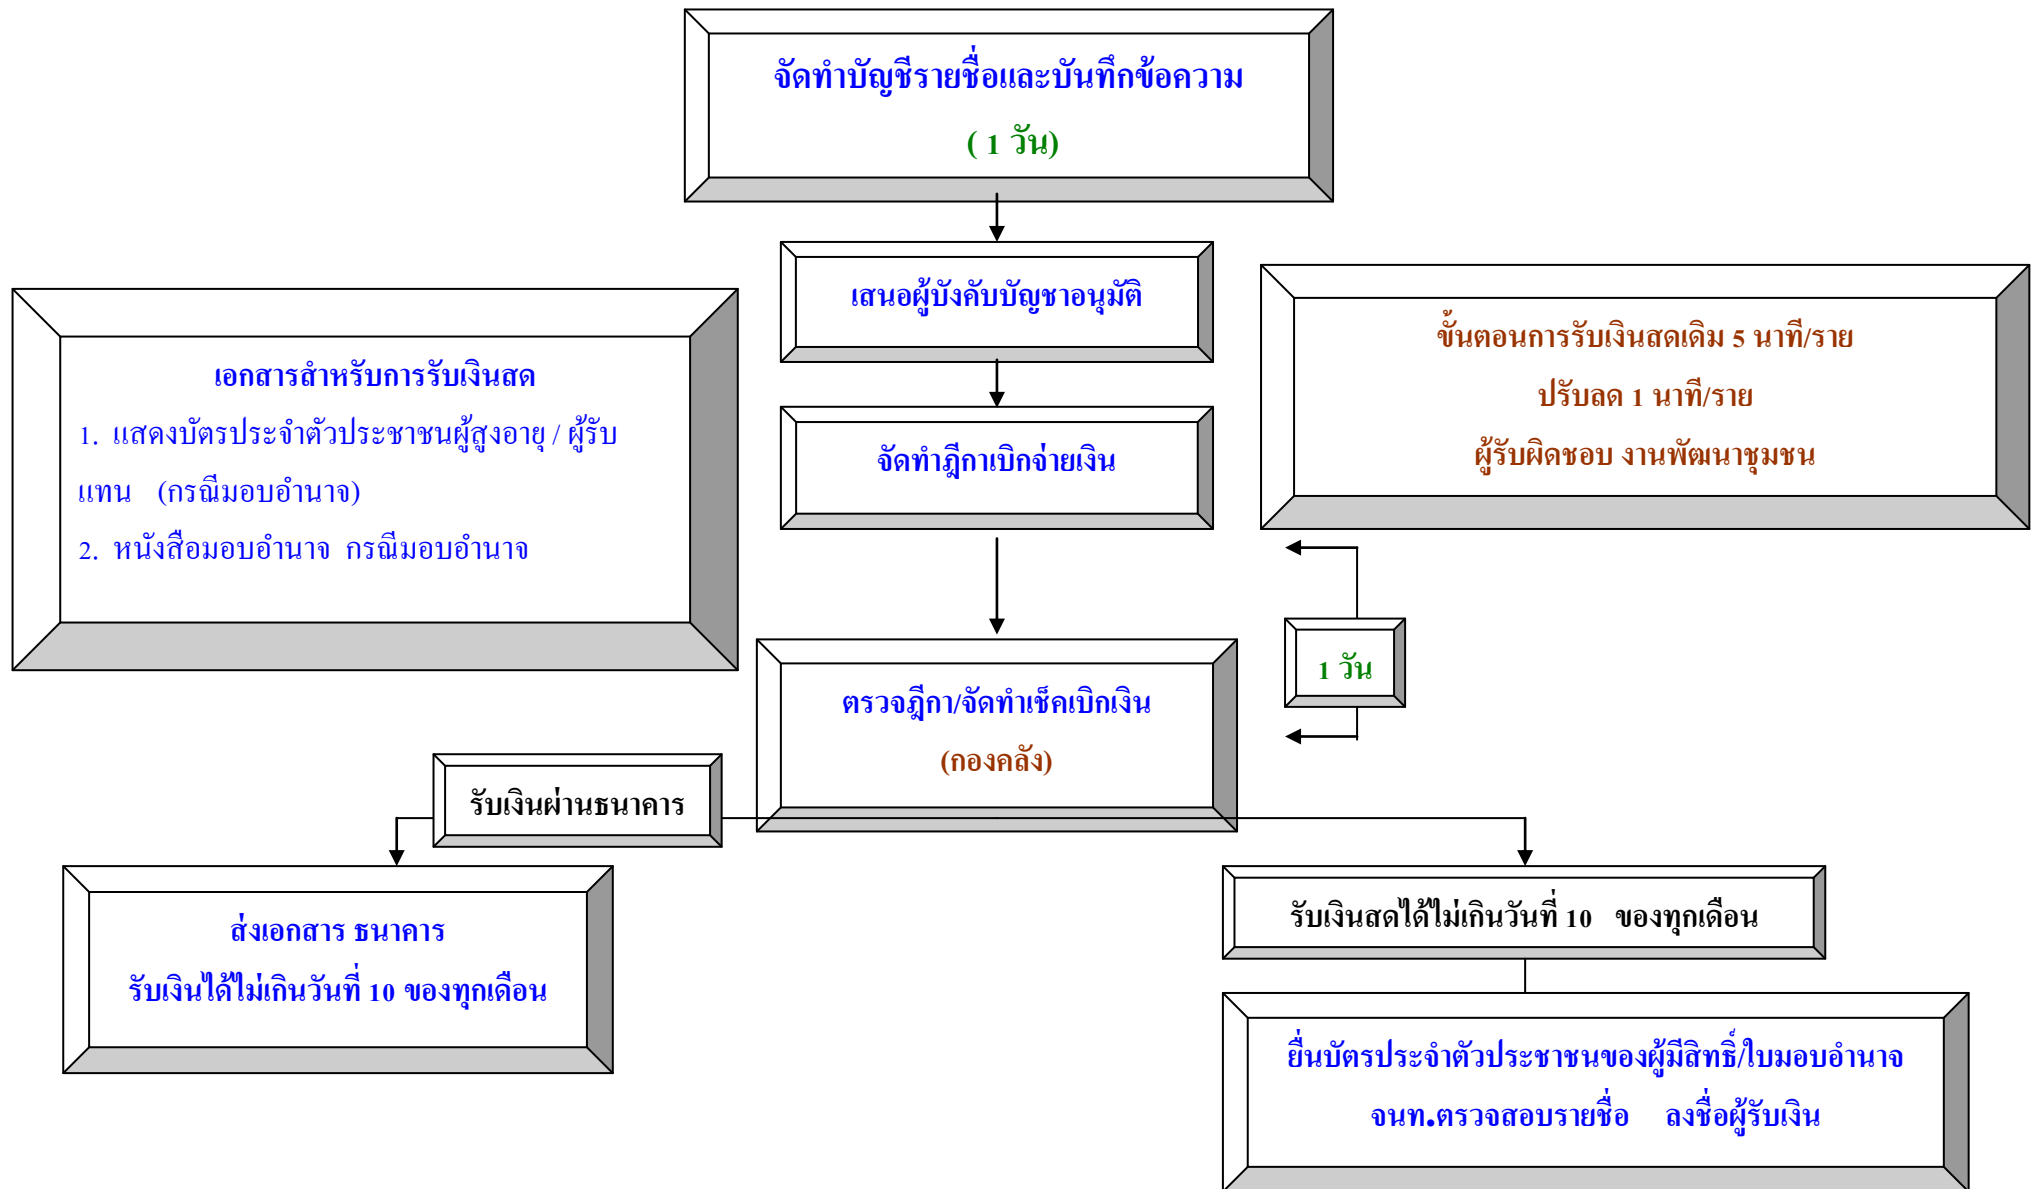 จัดทำบัญชีรายชื่อและบันทึกข้อความ
( 1 วัน)
เสนอผู้บังคับบัญชาอนุมัติ
เอกสารสำหรับการรับเงินสด
1. แสดงบัตรประจำตัวประชาชนผู้สูงอายุ / ผู้รับ
แทน (กรณีมอบอำนาจ)
2. หนังสือมอบอำนาจ กรณีมอบอำนาจ
ขั้นตอนการรับเงินสดเดิม 5 นาที/ราย
ปรับลด 1 นาที/ราย
ผู้รับผิดชอบ งานพัฒนาชุมชน
จัดทำฎีกาเบิกจ่ายเงิน
1 วัน
ตรวจฎีกา/จัดทำเช็คเบิกเงิน
(กองคลัง)
รับเงินผ่านธนาคาร
ส่งเอกสาร ธนาคาร
รับเงินได้ไม่เกินวันที่ 10 ของทุกเดือน
รับเงินสดได้ไม่เกินวันที่ 10 ของทุกเดือน
ยื่นบัตรประจำตัวประชาชนของผู้มีสิทธิ์/ใบมอบอำนาจ
จนท.ตรวจสอบรายชื่อ ลงชื่อผู้รับเงิน